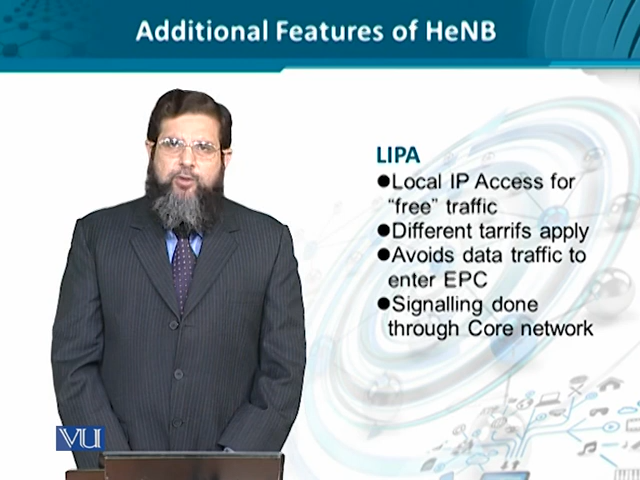 Additional Features of HeNB
LIPA
●Local IP Access for
"free" traffic
●Different tarrifs apply
●Avoids data traffic to
enter EPC
●Signalling done
through Core network
VU